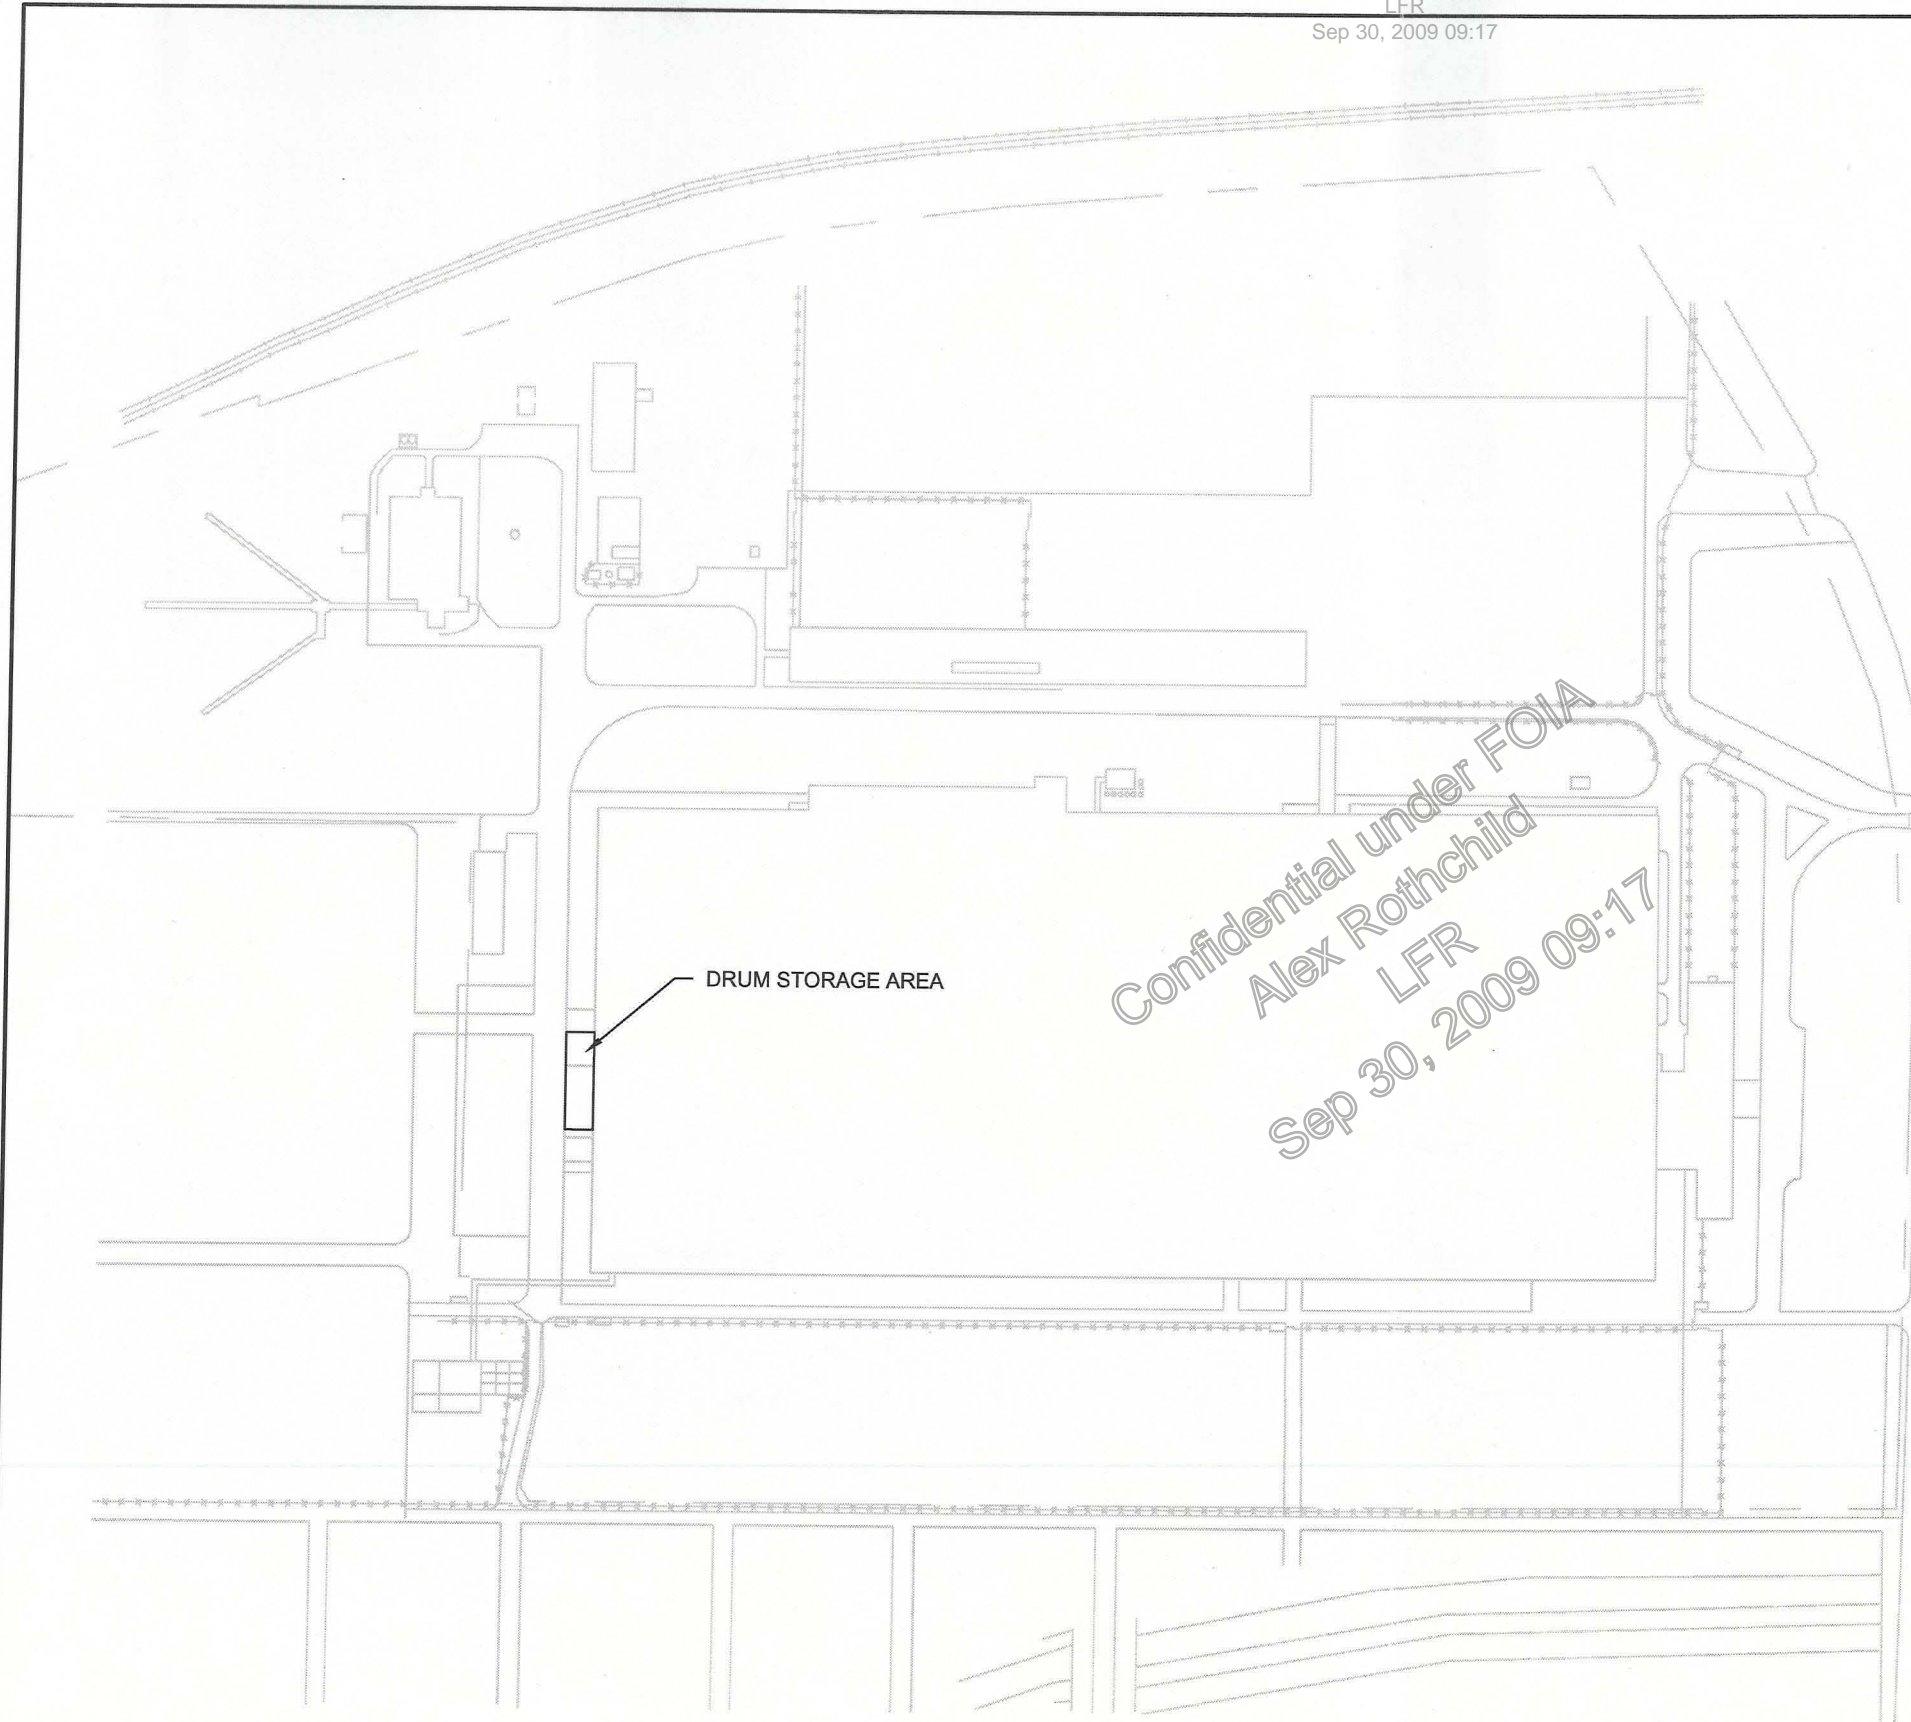 LFR
Sep 30, 2009 09:17
DRUM STORAGE AREA
Confidential under FOIA
Alex Rothchild
LFR
Sep 30, 2009 09:17